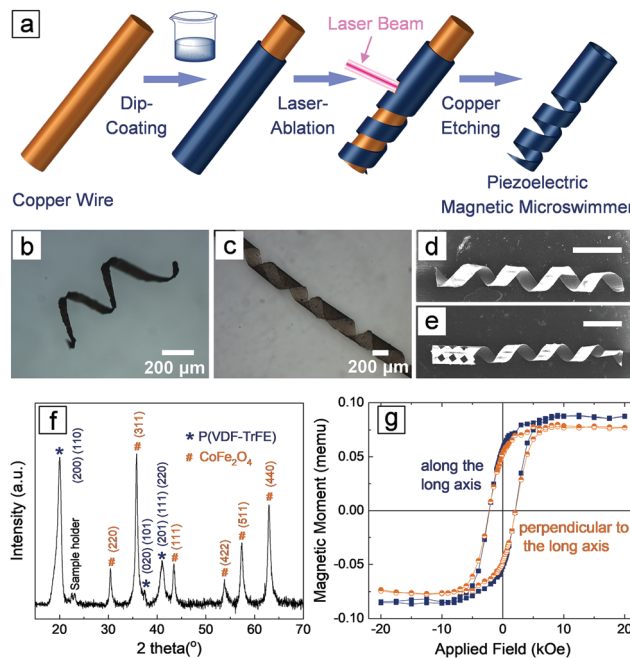 a
Laser Beam
Dip-
Coating
Laser-
Ablation
Copper
Etching
Copper Wire
Piezoelectric
Magnetic Microswimmer
b
200 μm
c
200 μm
d
e
f
Intensity (a.u.)
* (200) (110)
Sample holder
# (220)
# (311)
* (020) (101)
* (201) (111) (220)
# (111)
# (422)
# (511)
# (440)
* P(VDF-TrFE)
# CoFe2O4
20 30 40 50 60 70
2 theta(°)
g
Magnetic Moment (memu)
0.10
0.05
0.00
-0.05
-0.10
along the
long axis
perpendicular to
the long axis
-20 -10 0 10 20
Applied Field (kOe)